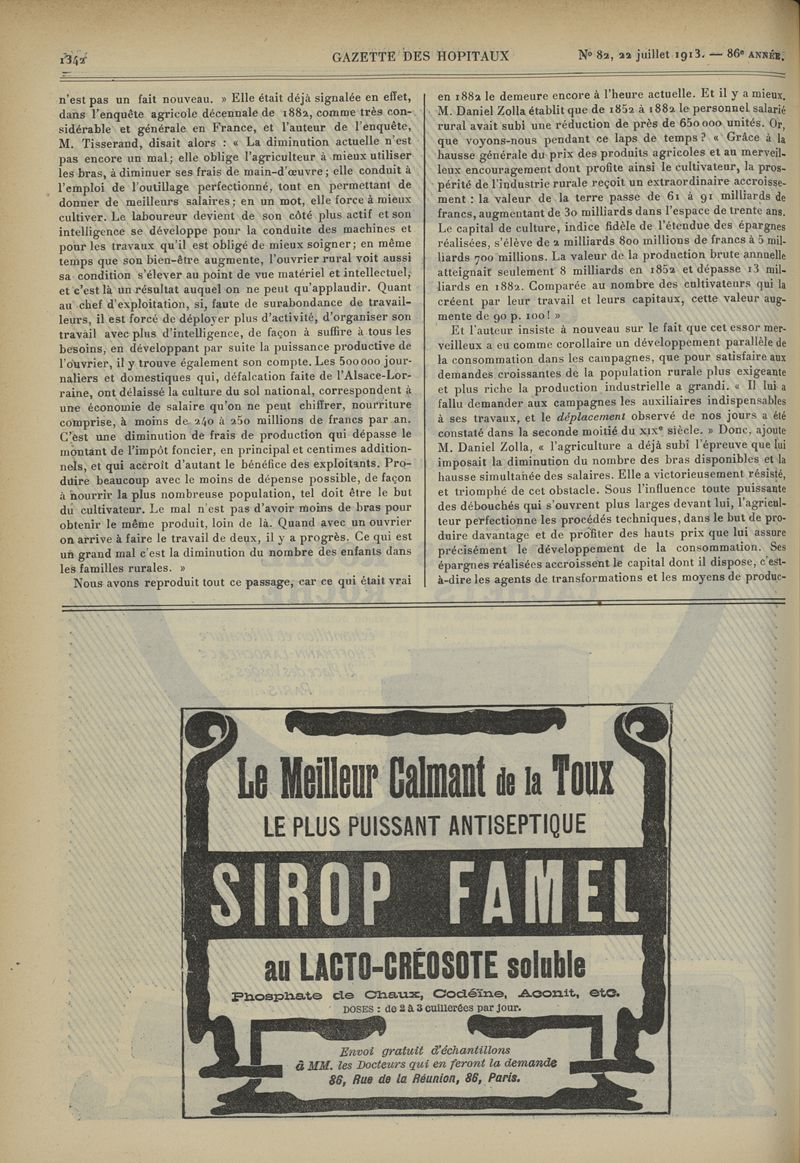 1342
GAZETTE DES HOPITAUX
N° 82, 22 juillet 1913. — 86e ANNÉE.
n'est pas un fait nouveau. » Elle était déjà signalée en effet,
dans l'enquête agricole décennale de 1882, comme très con-
sidérable et générale en France, et l'auteur de l'enquête,
M. Tisserand, disait alors : « La diminution actuelle n'est
pas encore un mal; elle oblige l'agriculteur à mieux utiliser
les bras, à diminuer ses frais de main-d'œuvre; elle conduit à
l'emploi de l'outillage perfectionné, tout en permettant de
donner de meilleurs salaires; en un mot, elle force à mieux
cultiver. Le laboureur devient de son côté plus actif et son
intelligence se développe pour la conduite des machines et
pour les travaux qu'il est obligé de mieux soigner; en même
temps que son bien-être augmente, l'ouvrier rural voit aussi
sa condition s'élever au point de vue matériel et intellectuel,
et c'est là un résultat auquel on ne peut qu'applaudir. Quant
au chef d'exploitation, si, faute de surabondance de travail-
leurs, il est forcé de déployer plus d'activité, d'organiser son
travail avec plus d'intelligence, de façon à suffire à tous les
besoins, en développant par suite la puissance productive de
l'ouvrier, il y trouve également son compte. Les 500000 jour-
naliers et domestiques qui, défalcation faite de l'Alsace-Lor-
raine, ont délaissé la culture du sol national, correspondent à
une économie de salaire qu'on ne peut chiffrer, nourriture
comprise, à moins de 240 à 250 millions de francs par an.
C'est une diminution de frais de production qui dépasse le
montant de l'impôt foncier, en principal et centimes addition-
nels, et qui accroît d'autant le bénéfice des exploitants. Pro-
duire beaucoup avec le moins de dépense possible, de façon
à nourrir la plus nombreuse population, tel doit être le but
du cultivateur. Le mal n'est pas d'avoir moins de bras pour
obtenir le même produit, loin de là. Quand avec un ouvrier
on arrive à faire le travail de deux, il y a progrès. Ce qui est
un grand mal c'est la diminution du nombre des enfants dans
les familles rurales. »
Nous avons reproduit tout ce passage, car ce qui était vrai
en 1882 le demeure encore à l'heure actuelle. Et il y a mieux.
M. Daniel Zolla établit que de 1852 à 1882 le personnel salarié
rural avait subi une réduction de près de 650000 unités. Or,
que voyons-nous pendant ce laps de temps? « Grâce à la
hausse générale du prix des produits agricoles et au merveil-
leux encouragement dont profite ainsi le cultivateur, la pros-
périté de l'industrie rurale reçoit un extraordinaire accroisse-
ment : la valeur de la terre passe de 61 à 91 milliards de
francs, augmentant de 30 milliards dans l'espace de trente ans.
Le capital de culture, indice fidèle de l'étendue des épargnes
réalisées, s'élève de 2 milliards 800 millions de francs à 5 mil-
liards 700 millions. La valeur de la production brute annuelle
atteignait seulement 8 milliards en 1852 et dépasse 13 mil-
liards en 1882. Comparée au nombre des cultivateurs qui la
créent par leur travail et leurs capitaux, cette valeur aug-
mente de 90 p. 100! »
Et l'auteur insiste à nouveau sur le fait que cet essor mer-
veilleux a eu comme corollaire un développement parallèle de
la consommation dans les campagnes, que pour satisfaire aux
demandes croissantes de la population rurale plus exigeante
et plus riche la production industrielle a grandi. « Il lui a
fallu demander aux campagnes les auxiliaires indispensables
à ses travaux, et le déplacement observé de nos jours a été
constaté dans la seconde moitié du XIXe siècle. » Donc, ajoute
M. Daniel Zolla, « l'agriculture a déjà subi l'épreuve que lui
imposait la diminution du nombre des bras disponibles et la
hausse simultanée des salaires. Elle a victorieusement résisté,
et triomphé de cet obstacle. Sous l'influence toute puissante
des débouchés qui s'ouvrent plus larges devant lui, l'agricul-
teur perfectionne les procédés techniques, dans le but de pro-
duire davantage et de profiter des hauts prix que lui assure
précisément le développement de la consommation. Ses
épargnes réalisées accroissent le capital dont il dispose, c'est-
à-dire les agents de transformations et les moyens de produc-
Le Meilleur Calmant de la Toux
LE PLUS PUISSANT ANTISEPTIQUE
SIROP FAMEL
au LACTO-CRÉOSOTE soluble
Phosphate de Chaux, Codéïne, Aconit, etc.
DOSES : de 2 à 3 cuillerées par jour.
Envoi gratuit d'échantillons
à MM. les Docteurs qui en feront la demande
86, Rue de la Réunion, 86, Paris.